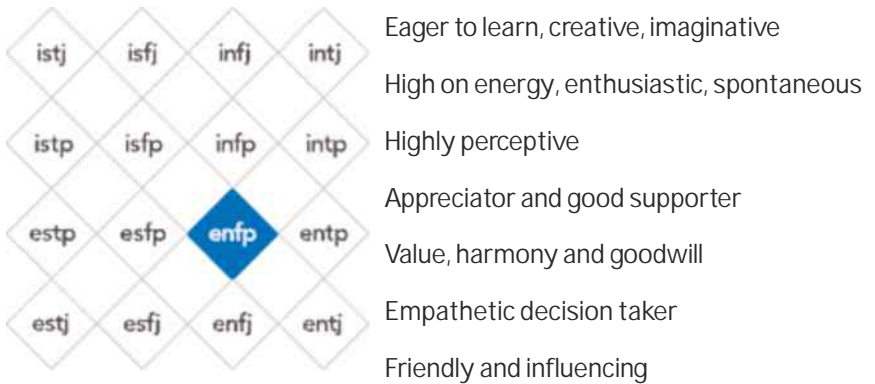 istj isfj infj intj
istp isfp infp intp
estp esfp enfp entp
estj esfj enfj entj
Eager to learn, creative, imaginative
High on energy, enthusiastic, spontaneous
Highly perceptive
Appreciator and good supporter
Value, harmony and goodwill
Empathetic decision taker
Friendly and influencing